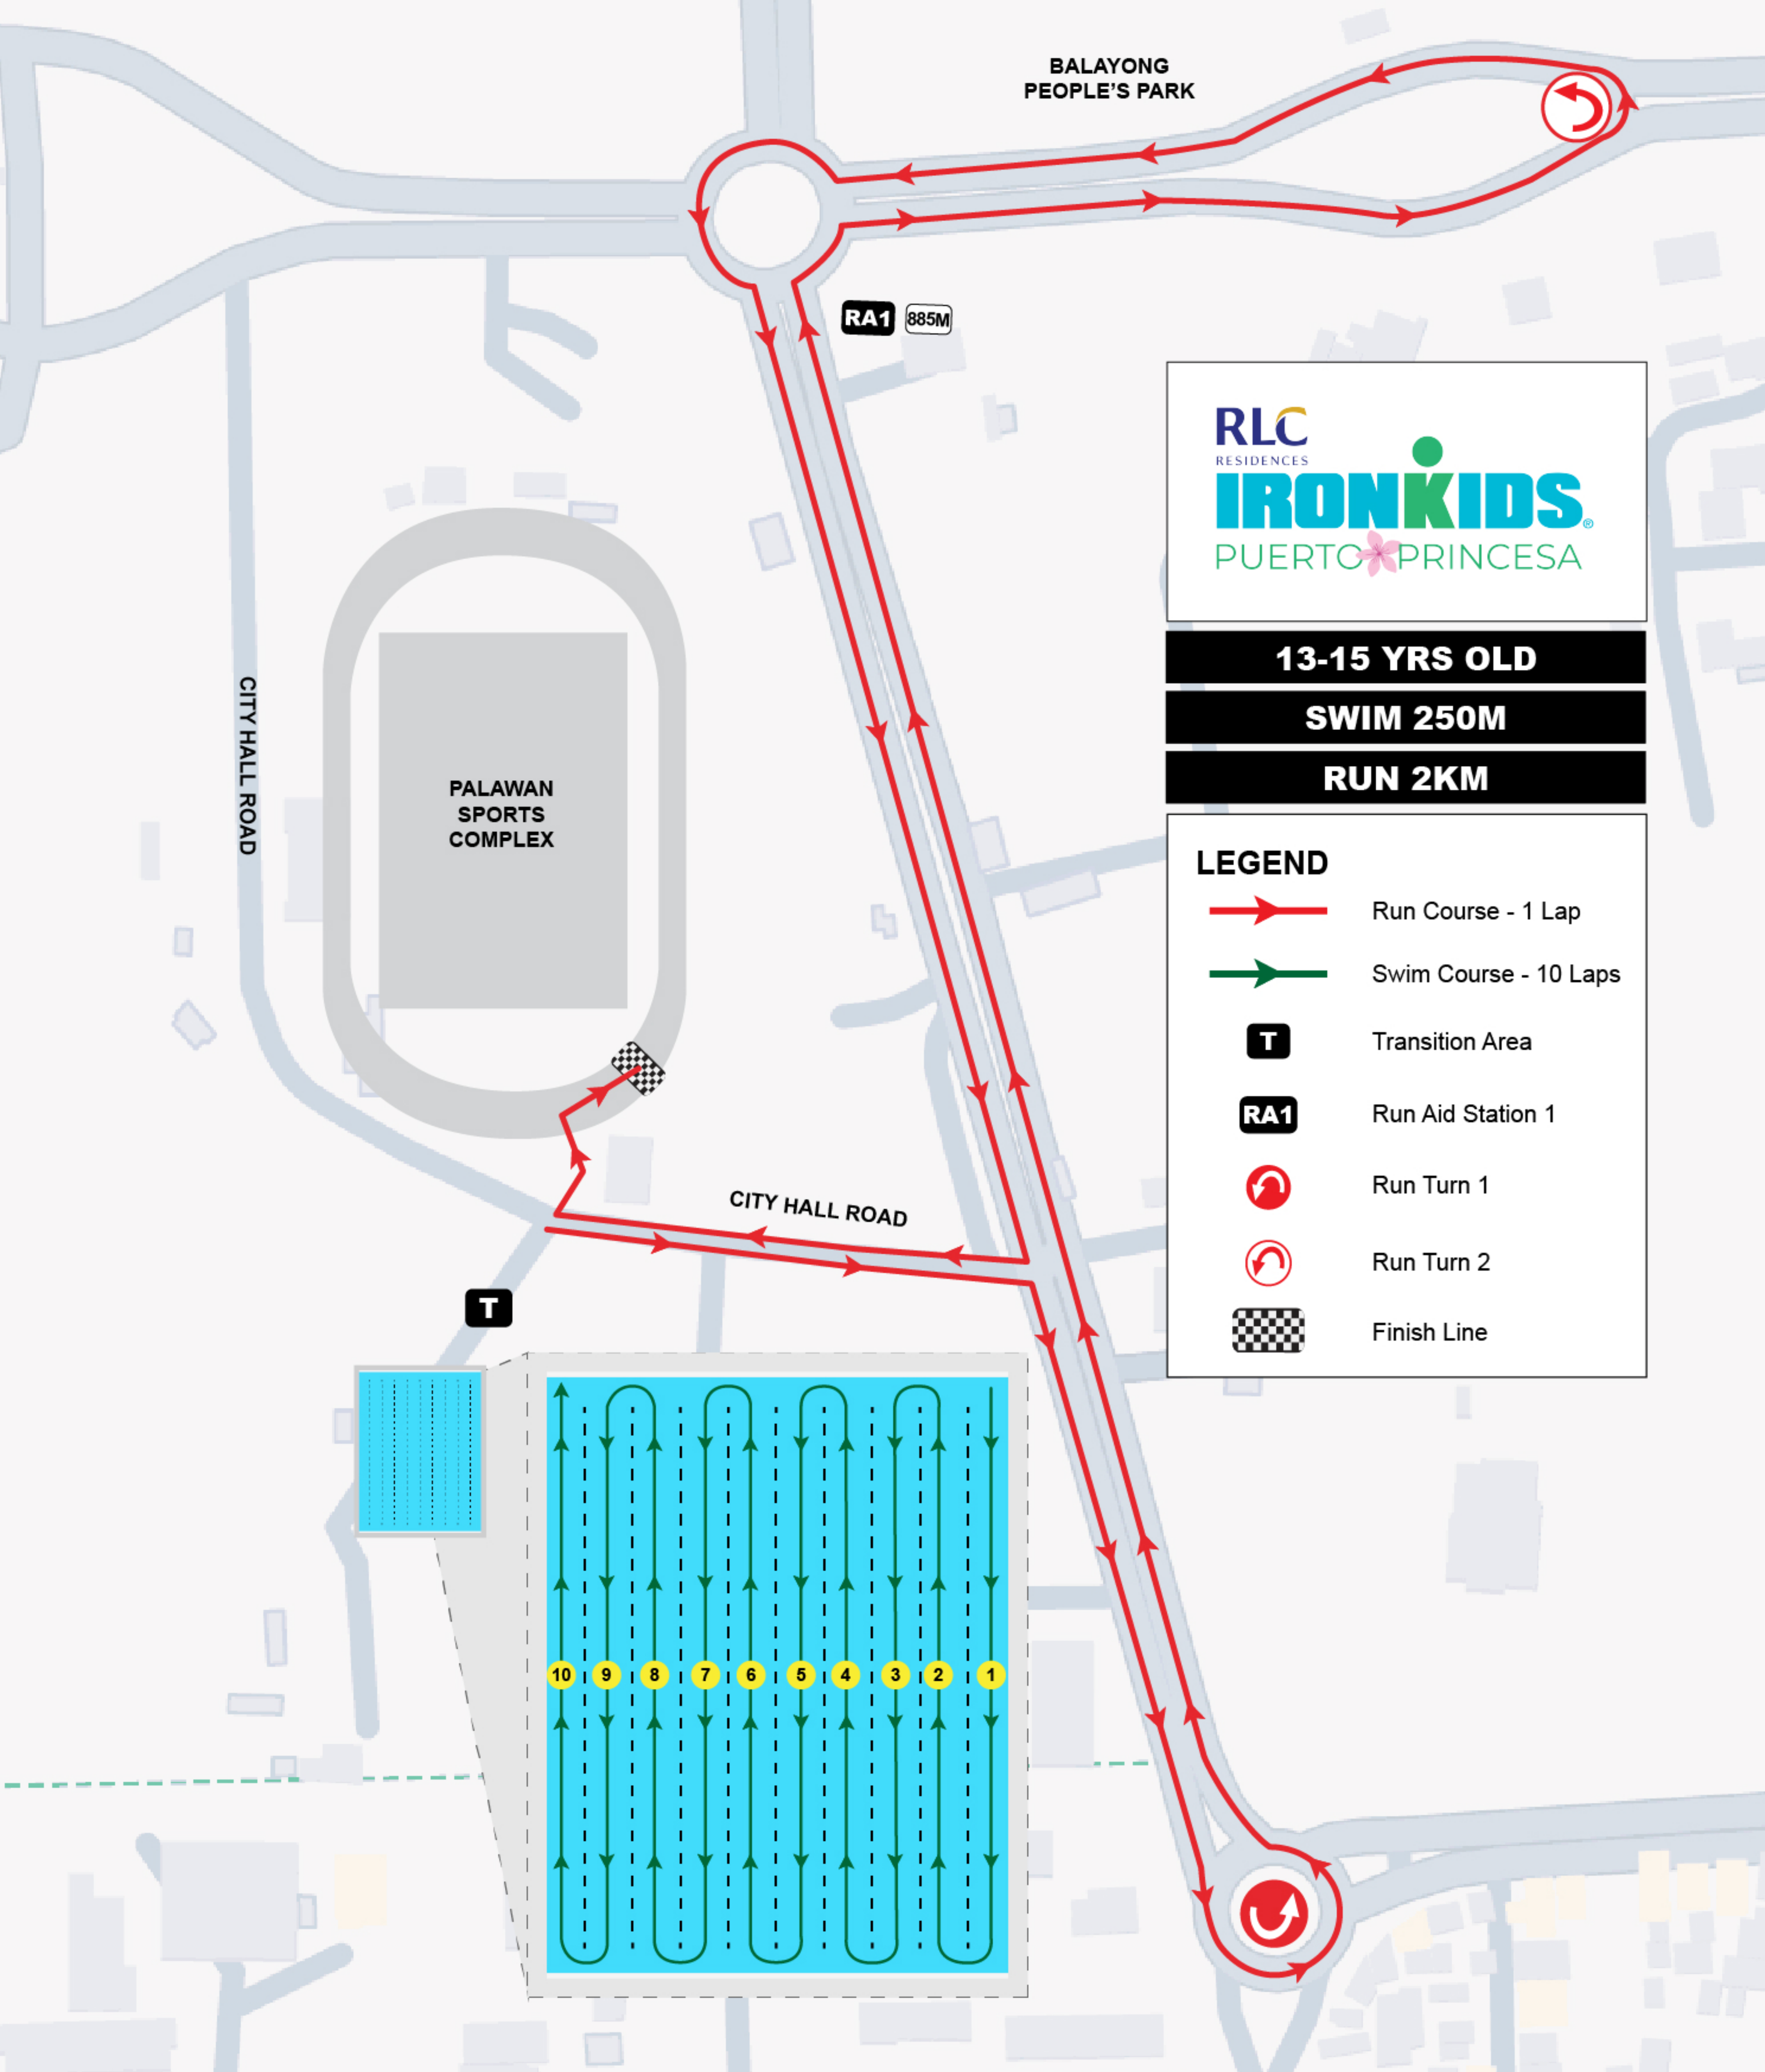 BALAYONG
PEOPLE'S PARK
RA1 885M
RLC
RESIDENCES
IRONKIDS®
PUERTO PRINCESA
13-15 YRS OLD
SWIM 250M
RUN 2KM
CITY HALL ROAD
PALAWAN
SPORTS
COMPLEX
LEGEND
Run Course - 1 Lap
Swim Course - 10 Laps
T Transition Area
RA1 Run Aid Station 1
Run Turn 1
Run Turn 2
Finish Line
CITY HALL ROAD
T
10 9 8 7 6 5 4 3 2 1